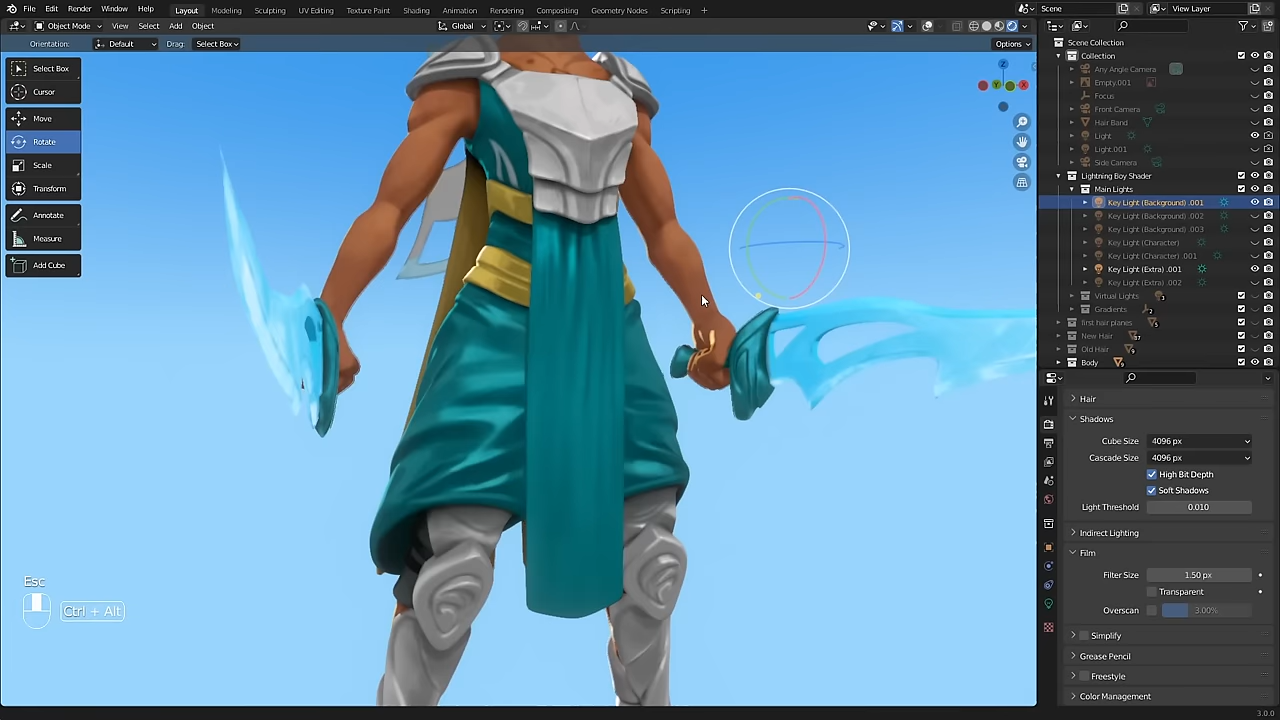 File Edit Render Window Help Layout Modeling Sculpting UV Editing Texture Paint Shading Animation Rendering Compositing Geometry Nodes Scripting + Scene View Layer
Object Mode View Select Add Object Global
Orientation: Default Drag: Select Box Options
Select Box
Cursor
Move
Rotate
Scale
Transform
Annotate
Measure
Add Cube
Z
Y
X
Esc
Ctrl + Alt
Scene Collection
Collection
Any Angle Camera
Empty.001
Focus
Front Camera
Hair Band
Light
Light.001
Side Camera
Lightning Boy Shader
Main Lights
Key Light (Background) .001
Key Light (Background) .002
Key Light (Background) .003
Key Light (Character)
Key Light (Character) .001
Key Light (Extra) .001
Key Light (Extra) .002
Virtual Lights
Gradients
first hair planes
New Hair
Old Hair
Body
Hair
Shadows
Cube Size 4096 px
Cascade Size 4096 px
High Bit Depth
Soft Shadows
Light Threshold 0.010
Indirect Lighting
Film
Filter Size 1.50 px
Transparent
Overscan 3.00%
Simplify
Grease Pencil
Freestyle
Color Management
3.0.0